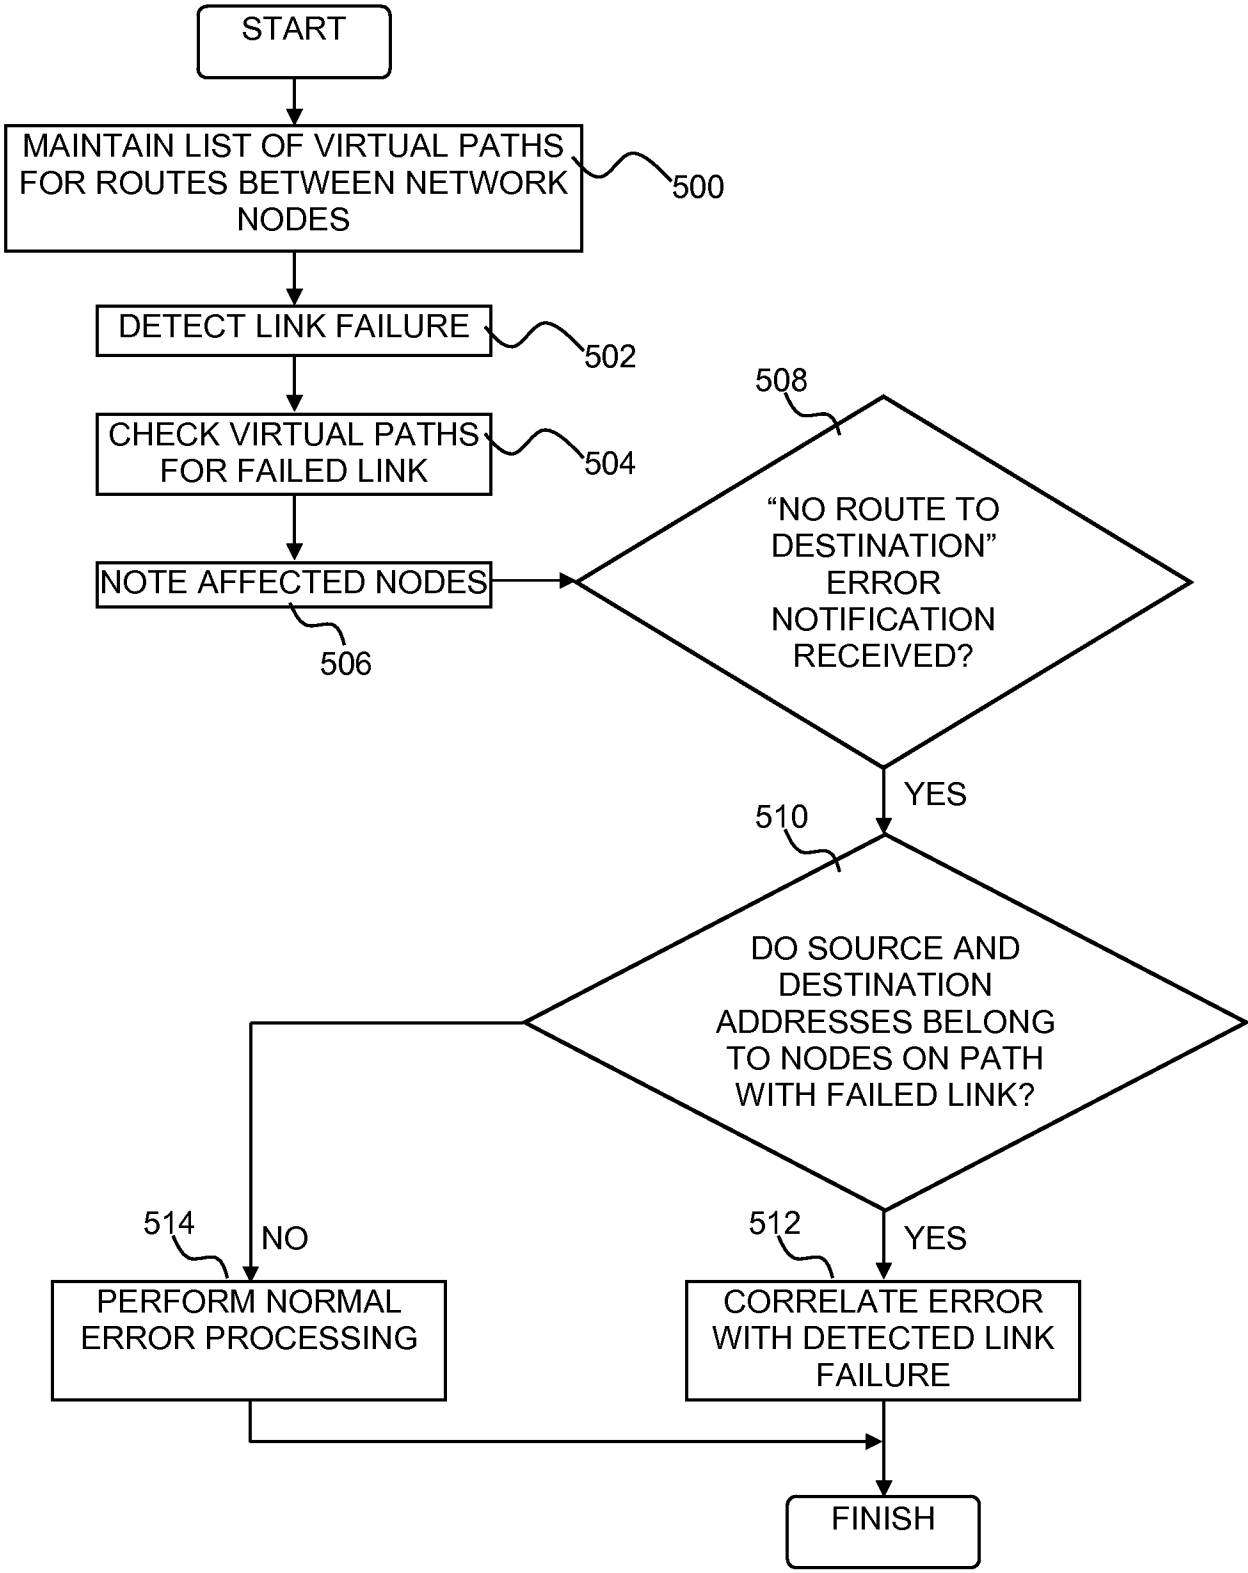 START
MAINTAIN LIST OF VIRTUAL PATHS
FOR ROUTES BETWEEN NETWORK
NODES
500
DETECT LINK FAILURE
502
CHECK VIRTUAL PATHS
FOR FAILED LINK
504
NOTE AFFECTED NODES
506
508
“NO ROUTE TO
DESTINATION”
ERROR
NOTIFICATION
RECEIVED?
YES
510
DO SOURCE AND
DESTINATION
ADDRESSES BELONG
TO NODES ON PATH
WITH FAILED LINK?
NO
514
PERFORM NORMAL
ERROR PROCESSING
YES
512
CORRELATE ERROR
WITH DETECTED LINK
FAILURE
FINISH